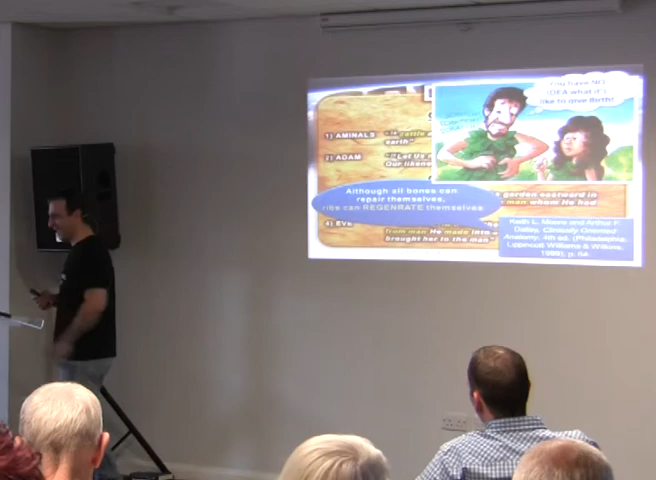 You have NO
IDEA what it's
like to give Birth!
1) AMINALS
earth"
2) ADAM
"Let Us m
Our likene
Although all bones can
repair themselves,
ribs can REGENRATE themselves
garden eastward in
man whom He had
4) EVE
from man He made into a
brought her to the man"
Keith L. Moore and Arthur F.
Dalley, Clinically Oriented
Anatomy, 4th ed. (Philadelphia:
Lippincott Williams & Wilkins,
1999), p. 64.